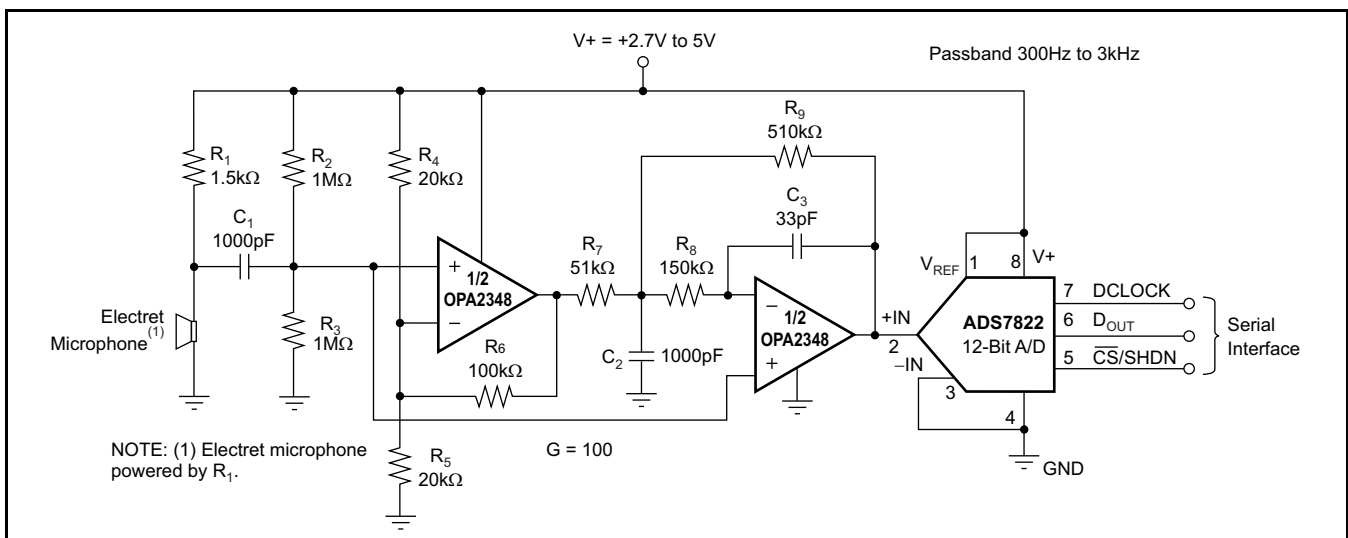 V+ = +2.7V to 5V
Passband 300Hz to 3kHz
R9
510kΩ
R1
1.5kΩ
R2
1MΩ
R4
20kΩ
C1
1000pF
C3
33pF
R7
51kΩ
R8
150kΩ
+
1/2
OPA2348
−
VREF
1
8
V+
7
DCLOCK
6
DOUT
5
CS/SHDN
Serial
Interface
ADS7822
12-Bit A/D
+IN
2
−IN
3
4
GND
−
1/2
OPA2348
+
Electret
Microphone(1)
R3
1MΩ
R6
100kΩ
C2
1000pF
R5
20kΩ
G = 100
NOTE: (1) Electret microphone
powered by R1.